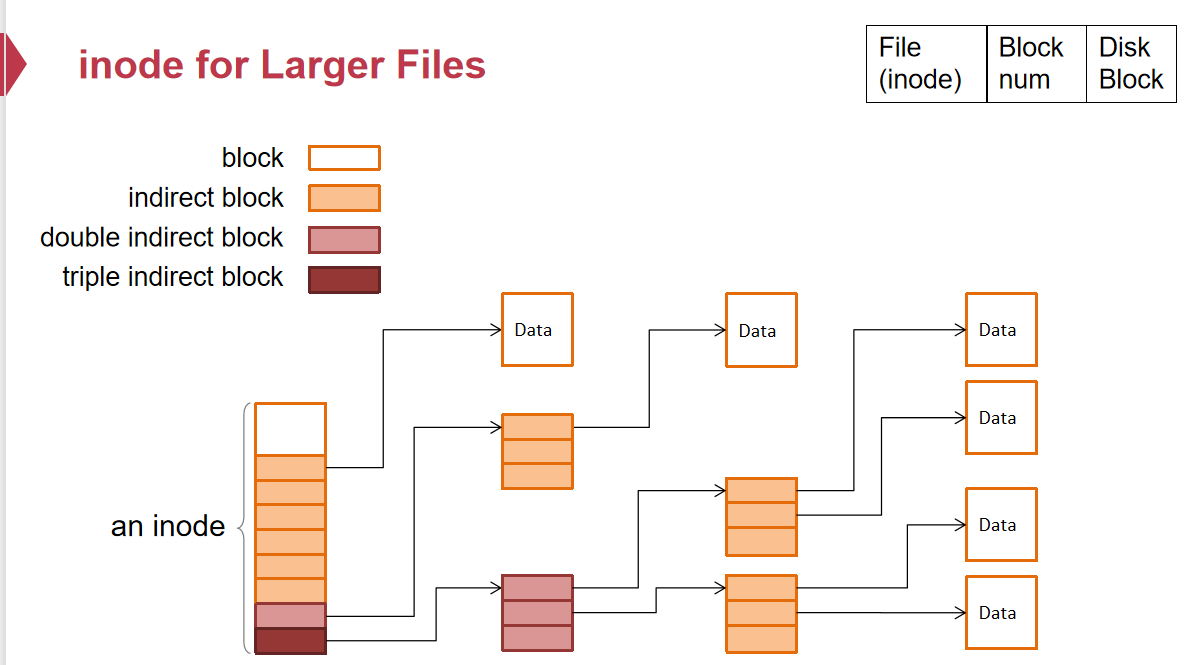 inode for Larger Files
File
(inode)
Block
num
Disk
Block
block
indirect block
double indirect block
triple indirect block
Data
Data
Data
Data
an inode
Data
Data